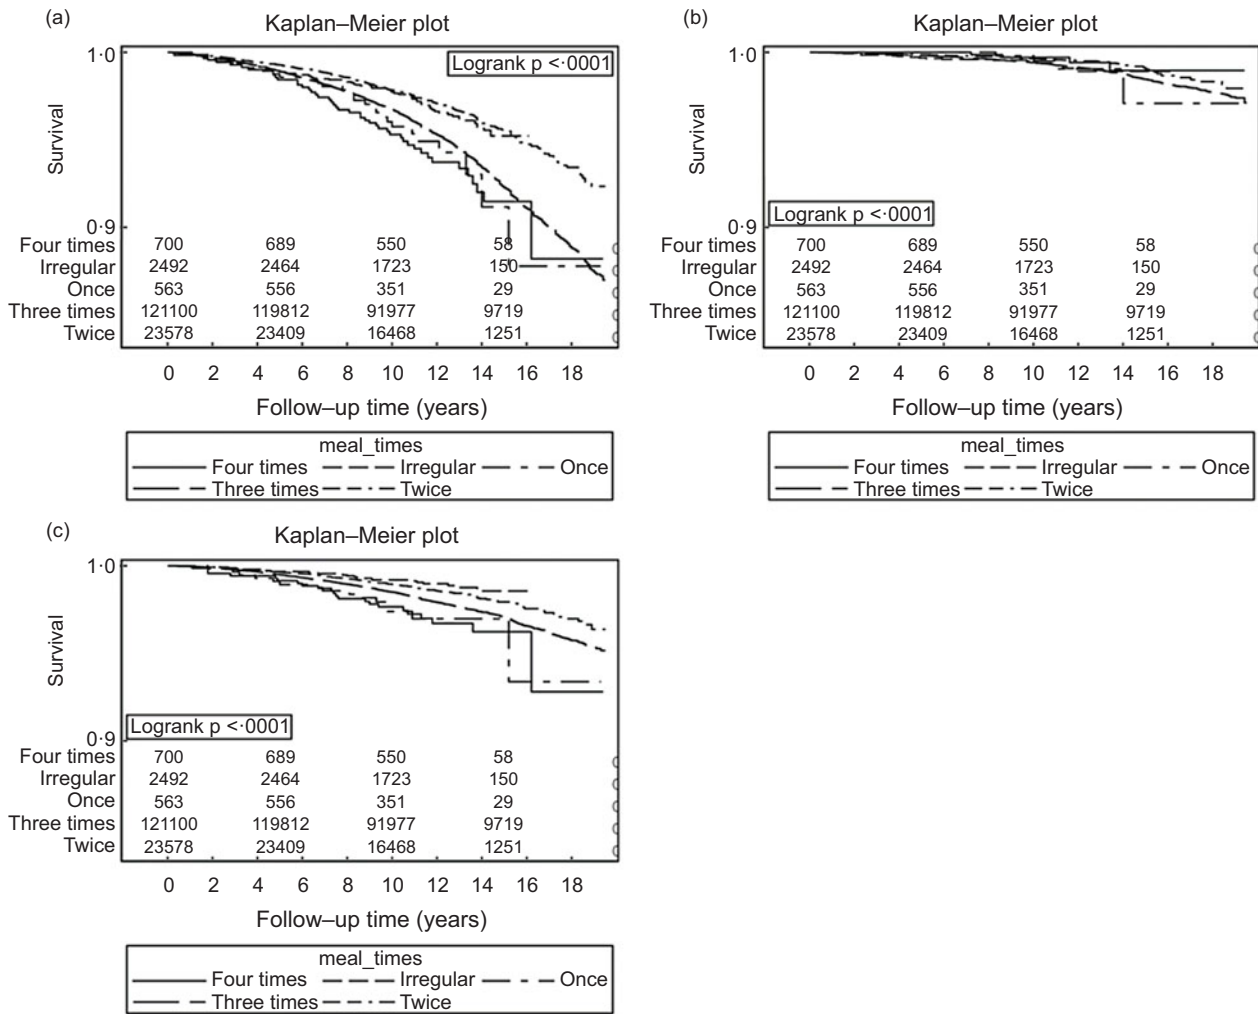 (a)
Kaplan–Meier plot
1·0
Logrank p <·0001
Survival
0·9
Four times 700 689 550 58
Irregular 2492 2464 1723 150
Once 563 556 351 29
Three times 121100 119812 91977 9719
Twice 23578 23409 16468 1251
0 2 4 6 8 10 12 14 16 18
Follow–up time (years)
meal_times
Four times Irregular Once
Three times Twice
(b)
Kaplan–Meier plot
1·0
Survival
Logrank p <·0001
0·9
Four times 700 689 550 58
Irregular 2492 2464 1723 150
Once 563 556 351 29
Three times 121100 119812 91977 9719
Twice 23578 23409 16468 1251
0 2 4 6 8 10 12 14 16 18
Follow–up time (years)
meal_times
Four times Irregular Once
Three times Twice
(c)
Kaplan–Meier plot
1·0
Survival
Logrank p <·0001
0·9
Four times 700 689 550 58
Irregular 2492 2464 1723 150
Once 563 556 351 29
Three times 121100 119812 91977 9719
Twice 23578 23409 16468 1251
0 2 4 6 8 10 12 14 16 18
Follow–up time (years)
meal_times
Four times Irregular Once
Three times Twice